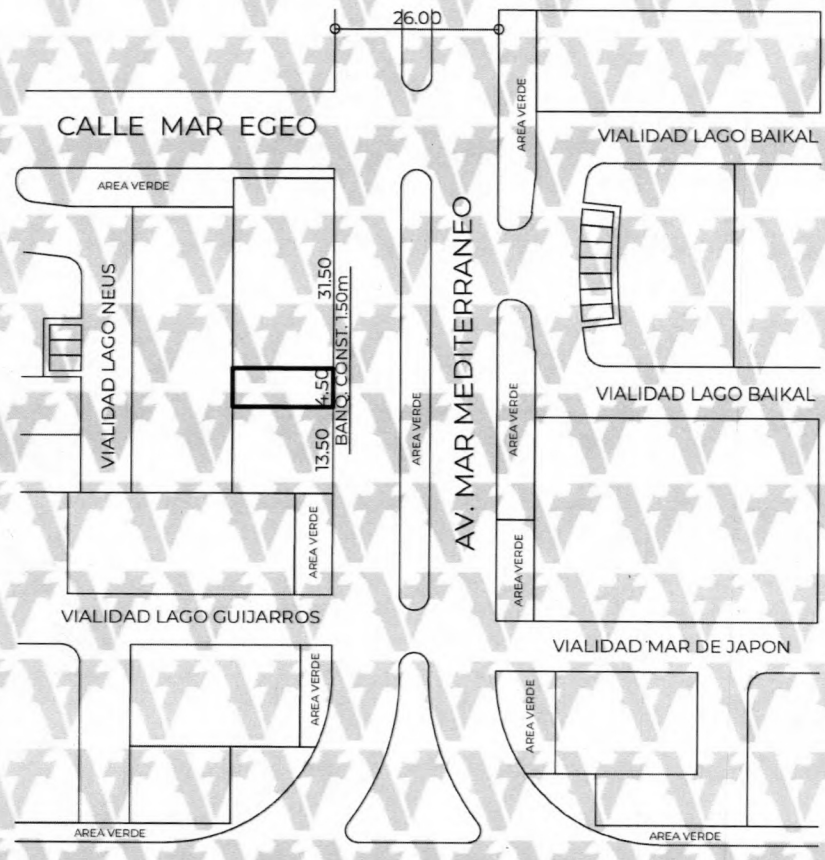 26.00
CALLE MAR EGEO
AREA VERDE
VIALIDAD LAGO BAIKAL
AREA VERDE
VIALIDAD LAGO NEUS
31.50
4.50
13.50
BANQ. CONST. 1.50m
AREA VERDE
AV. MAR MEDITERRANEO
AREA VERDE
VIALIDAD LAGO BAIKAL
AREA VERDE
AREA VERDE
VIALIDAD LAGO GUIJARROS
VIALIDAD MAR DE JAPON
AREA VERDE
AREA VERDE
AREA VERDE
AREA VERDE